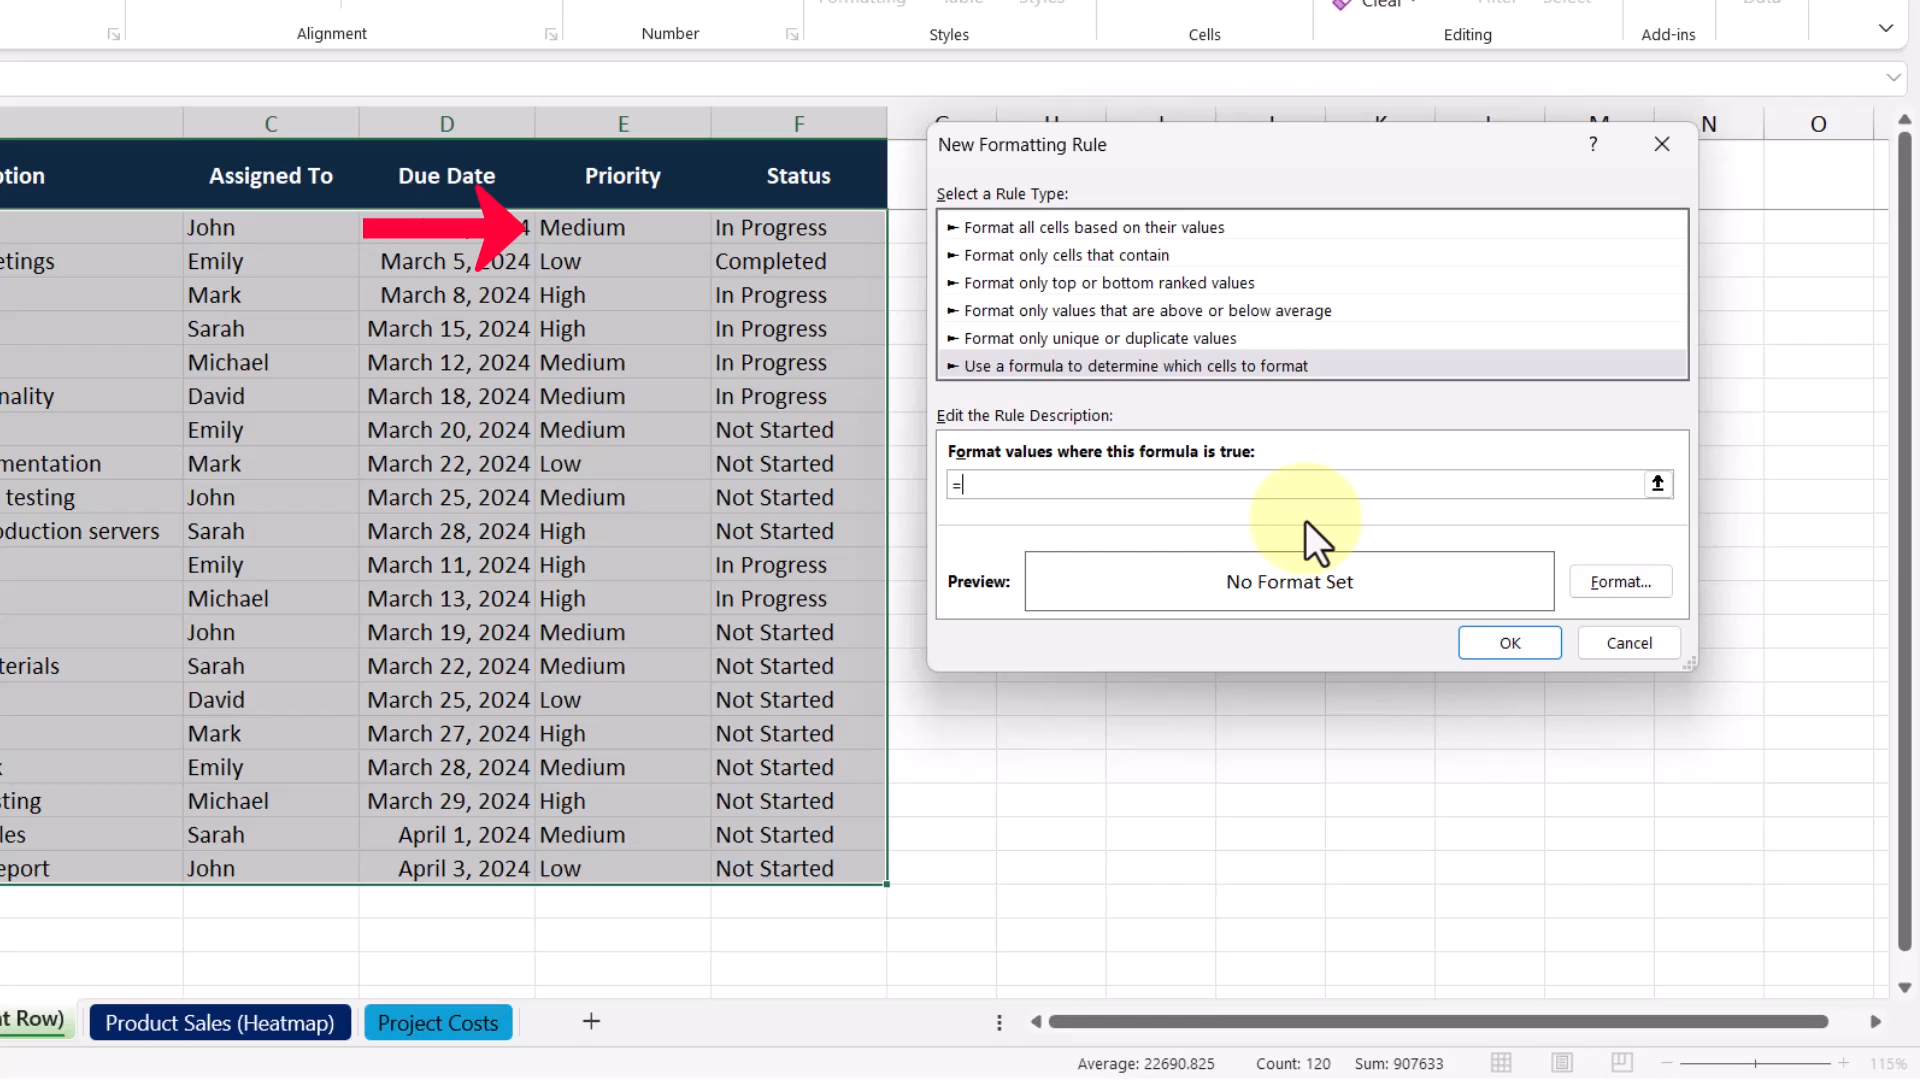 Clear
Alignment
Number
Styles
Cells
Editing
Add-ins
C D E F N O
ption Assigned To Due Date Priority Status
John Medium In Progress
etings Emily March 5, 2024 Low Completed
Mark March 8, 2024 High In Progress
Sarah March 15, 2024 High In Progress
Michael March 12, 2024 Medium In Progress
nality David March 18, 2024 Medium In Progress
Emily March 20, 2024 Medium Not Started
mentation Mark March 22, 2024 Low Not Started
testing John March 25, 2024 Medium Not Started
oduction servers Sarah March 28, 2024 High Not Started
Emily March 11, 2024 High In Progress
Michael March 13, 2024 High In Progress
John March 19, 2024 Medium Not Started
terials Sarah March 22, 2024 Medium Not Started
David March 25, 2024 Low Not Started
Mark March 27, 2024 High Not Started
Emily March 28, 2024 Medium Not Started
sting Michael March 29, 2024 High Not Started
les Sarah April 1, 2024 Medium Not Started
eport John April 3, 2024 Low Not Started
New Formatting Rule ?
Select a Rule Type:
► Format all cells based on their values
► Format only cells that contain
► Format only top or bottom ranked values
► Format only values that are above or below average
► Format only unique or duplicate values
► Use a formula to determine which cells to format
Edit the Rule Description:
Format values where this formula is true:
=
Preview: No Format Set Format...
OK Cancel
t Row) Product Sales (Heatmap) Project Costs
Average: 22690.825 Count: 120 Sum: 907633 115%